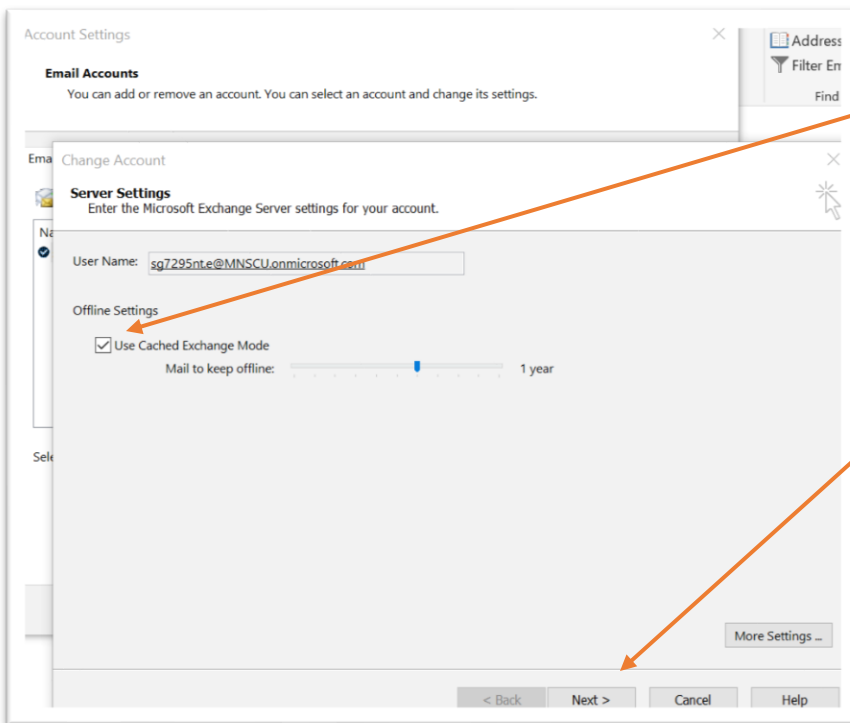 Account Settings
Address
Email Accounts
Filter Em
You can add or remove an account. You can select an account and change its settings.
Find
Ema
Change Account
Server Settings
Enter the Microsoft Exchange Server settings for your account.
Na
User Name: sg7295nt.e@MNSCU.onmicrosoft.com
Offline Settings
Use Cached Exchange Mode
Mail to keep offline: 1 year
Sele
More Settings ...
< Back Next > Cancel Help